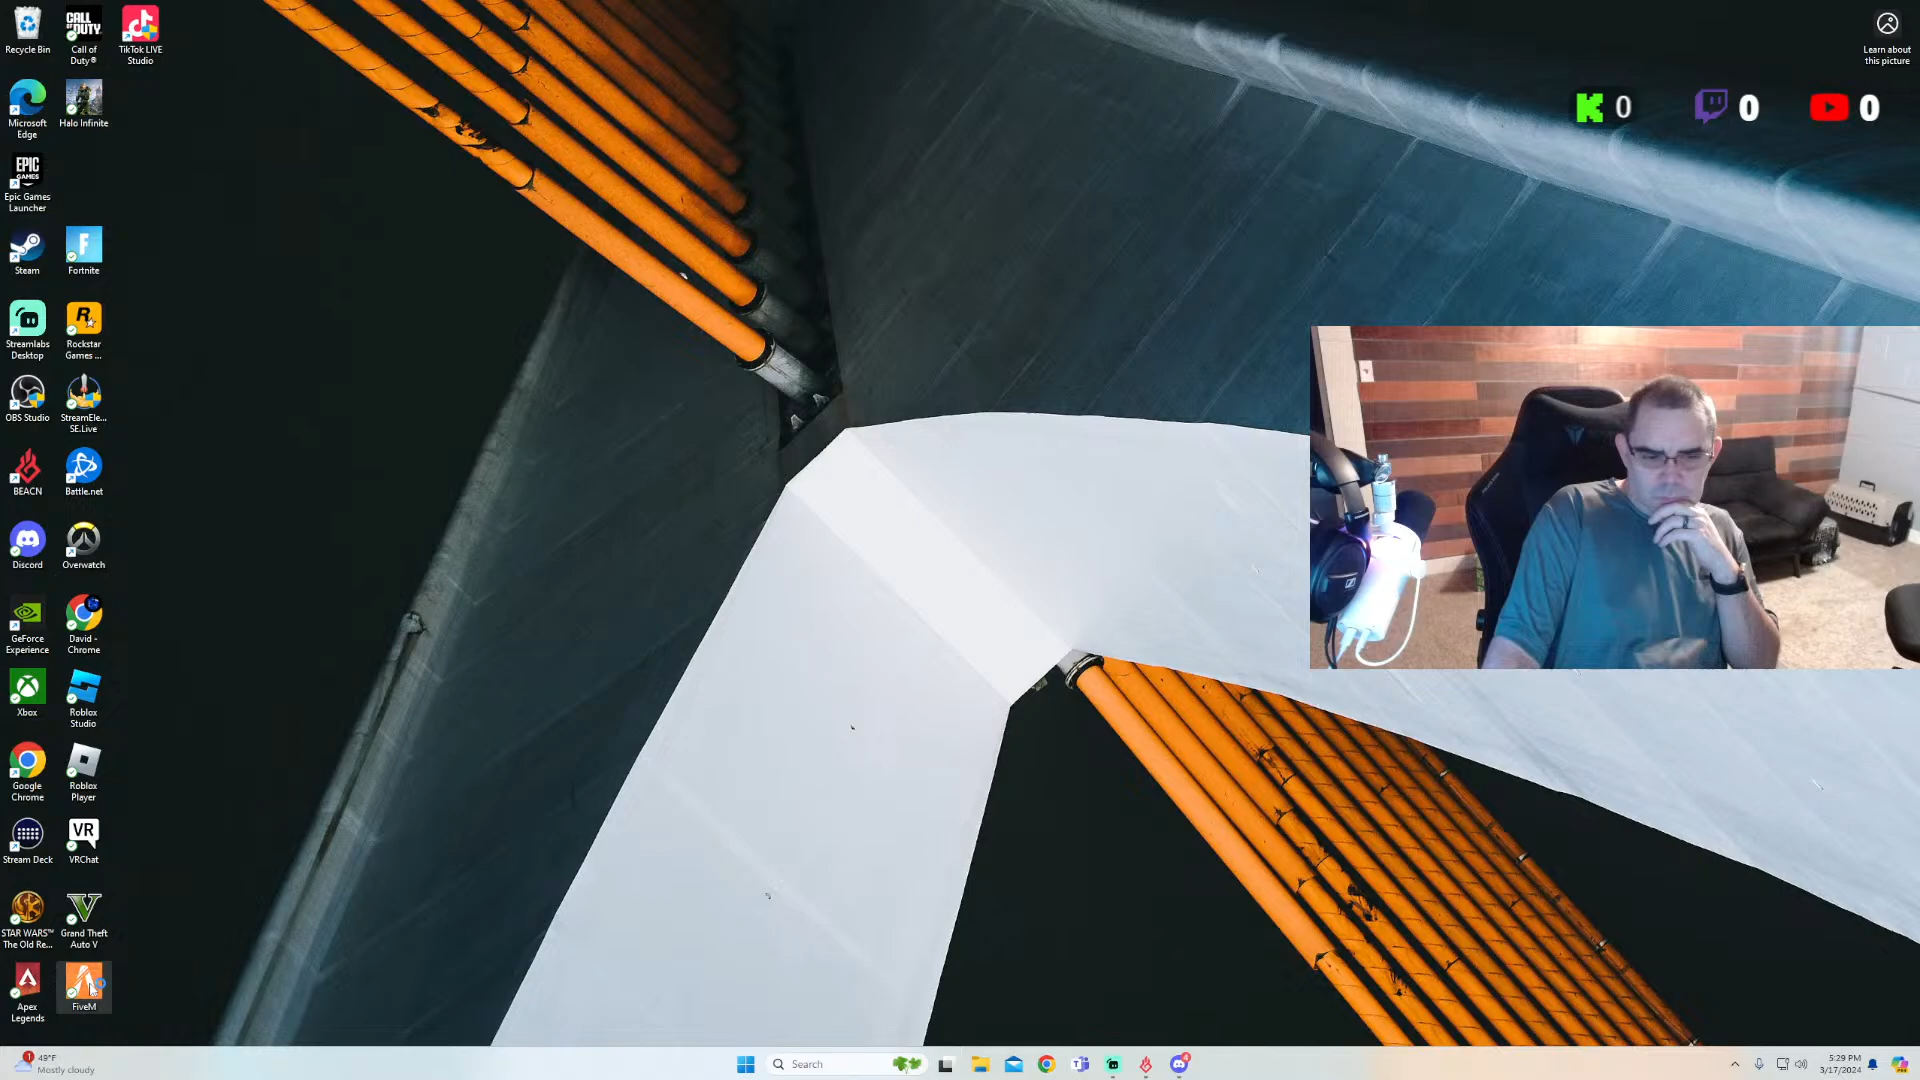 Recycle Bin
CALL OF DUTY
Call of
Duty®
TikTok LIVE
Studio
Learn about
this picture
0
0
0
Microsoft
Edge
Halo Infinite
EPIC
GAMES
Epic Games
Launcher
Steam
F
Fortnite
Streamlabs
Desktop
R
Rockstar
Games ...
OBS Studio
StreamEle...
SE.Live
BEACN
Battle.net
Discord
Overwatch
GeForce
Experience
David -
Chrome
Xbox
Roblox
Studio
Google
Chrome
Roblox
Player
Stream Deck
VR
VRChat
STAR WARS™
The Old Re...
V
Grand Theft
Auto V
Apex
Legends
FiveM
1
49°F
Mostly cloudy
Search
4
5:29 PM
3/17/2024